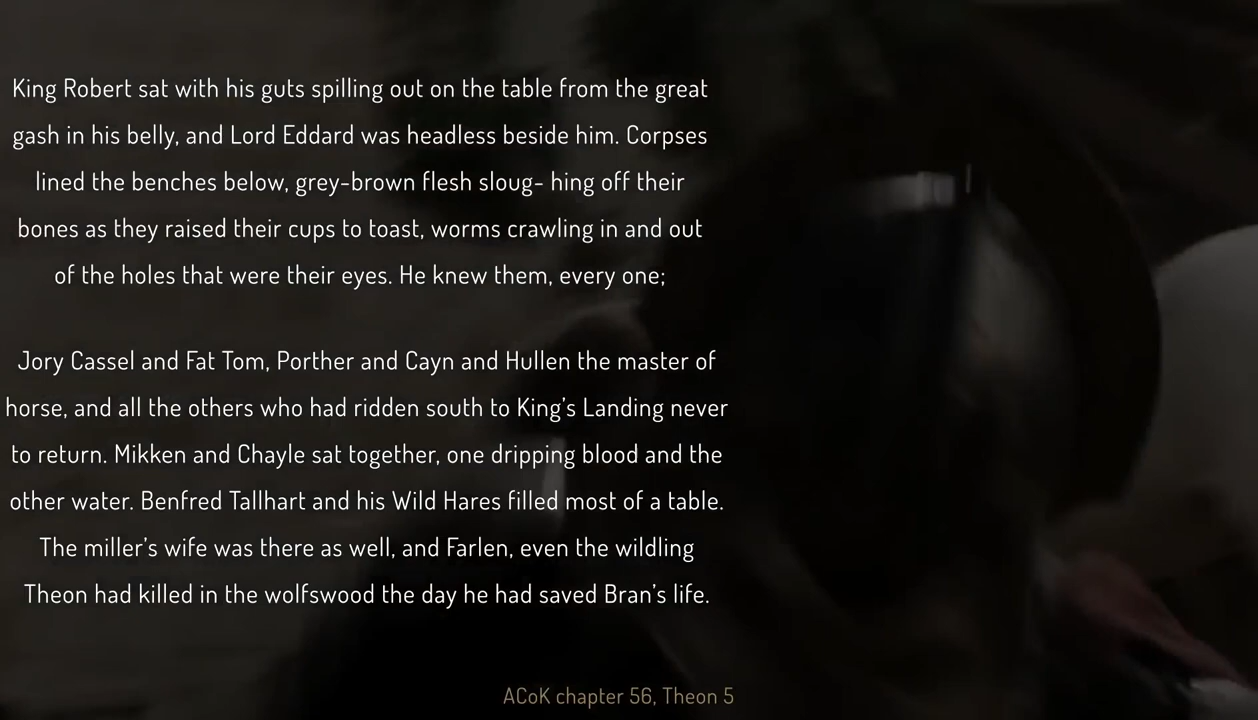 King Robert sat with his guts spilling out on the table from the great
gash in his belly, and Lord Eddard was headless beside him. Corpses
lined the benches below, grey-brown flesh sloug- hing off their
bones as they raised their cups to toast, worms crawling in and out
of the holes that were their eyes. He knew them, every one;
Jory Cassel and Fat Tom, Porther and Cayn and Hullen the master of
horse, and all the others who had ridden south to King's Landing never
to return. Mikken and Chayle sat together, one dripping blood and the
other water. Benfred Tallhart and his Wild Hares filled most of a table.
The miller's wife was there as well, and Farlen, even the wildling
Theon had killed in the wolfswood the day he had saved Bran's life.
ACoK chapter 56, Theon 5